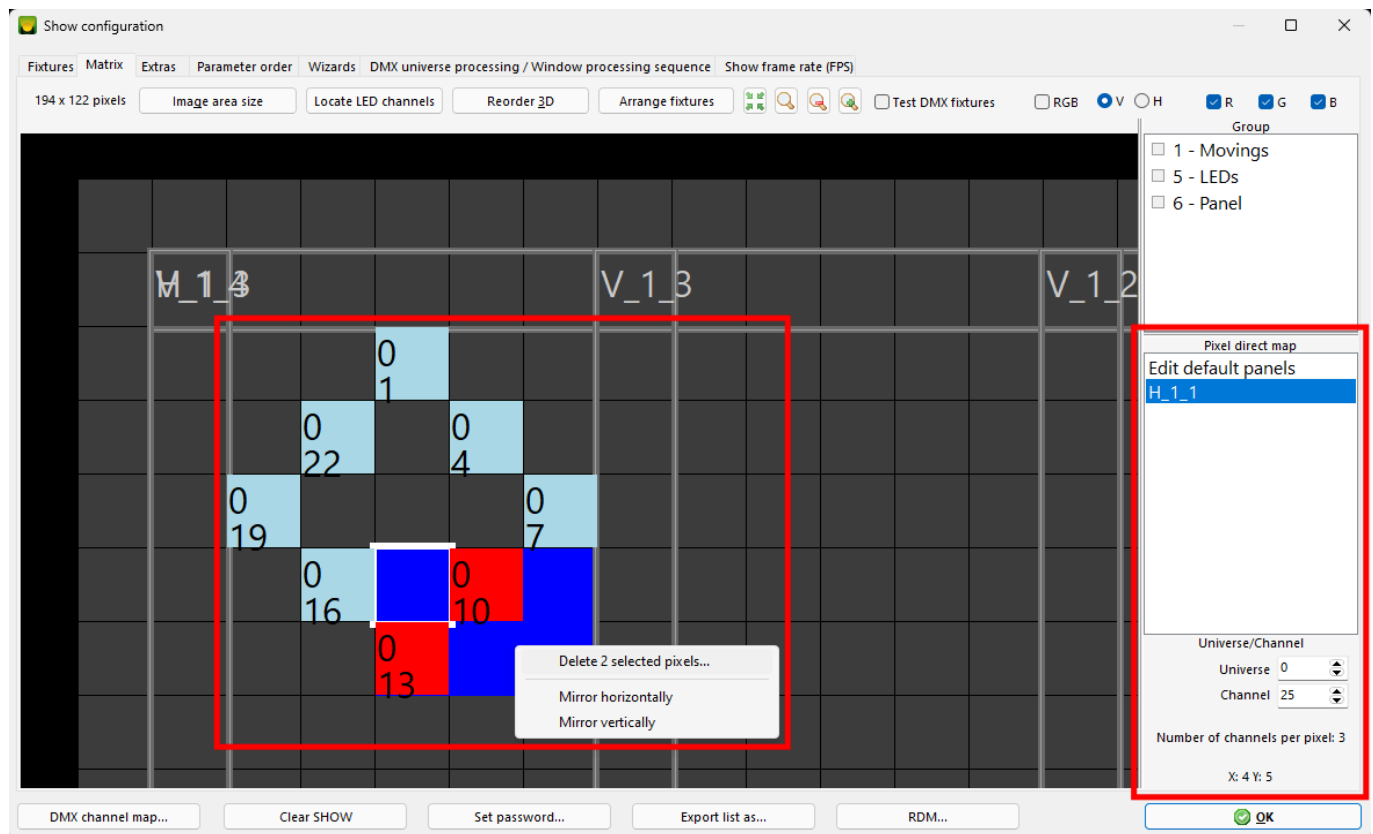 Show configuration
Fixtures Matrix Extras Parameter order Wizards DMX universe processing / Window processing sequence Show frame rate (FPS)
194 x 122 pixels Image area size Locate LED channels Reorder 3D Arrange fixtures Test DMX fixtures RGB V H R G B
Group
1 - Movings
5 - LEDs
6 - Panel
V_1_3 V_1_2
Pixel direct map
Edit default panels
H_1_1
0
1
0 0
22 4
0 0
19 7
0 0
16 10
0
13
Delete 2 selected pixels...
Mirror horizontally
Mirror vertically
Universe/Channel
Universe 0
Channel 25
Number of channels per pixel: 3
X: 4 Y: 5
DMX channel map... Clear SHOW Set password... Export list as... RDM... OK